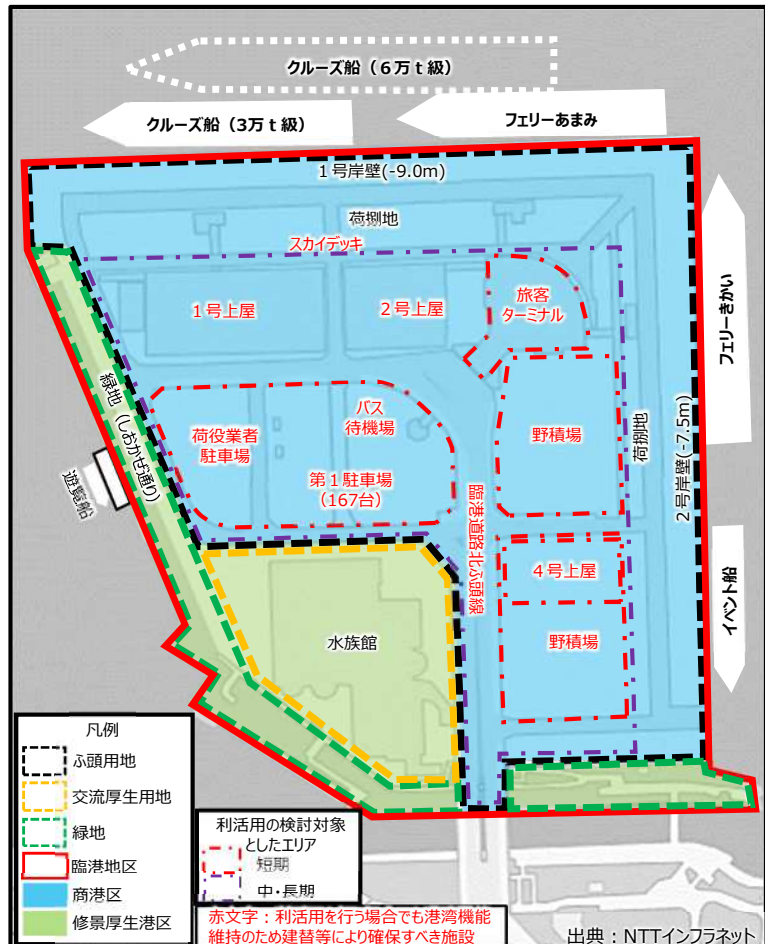 クルーズ船（６万ｔ級）
クルーズ船（3万ｔ級）
フェリーあまみ
１号岸壁(-9.0m)
荷捌地
スカイデッキ
１号上屋
２号上屋
旅客
ターミナル
フェリーきかい
緑地（しおかぜ通り）
遊覧船
荷役業者
駐車場
バス
待機場
第１駐車場
（167台）
野積場
荷捌地
２号岸壁(-7.5m)
臨港道路北ふ頭線
４号上屋
野積場
イベント船
水族館
凡例
ふ頭用地
交流厚生用地
緑地
臨港地区
商港区
修景厚生港区
利活用の検討対象
としたエリア
短期
中・長期
赤文字：利活用を行う場合でも港湾機能
維持のため建替等により確保すべき施設
出典：NTTインフラネット